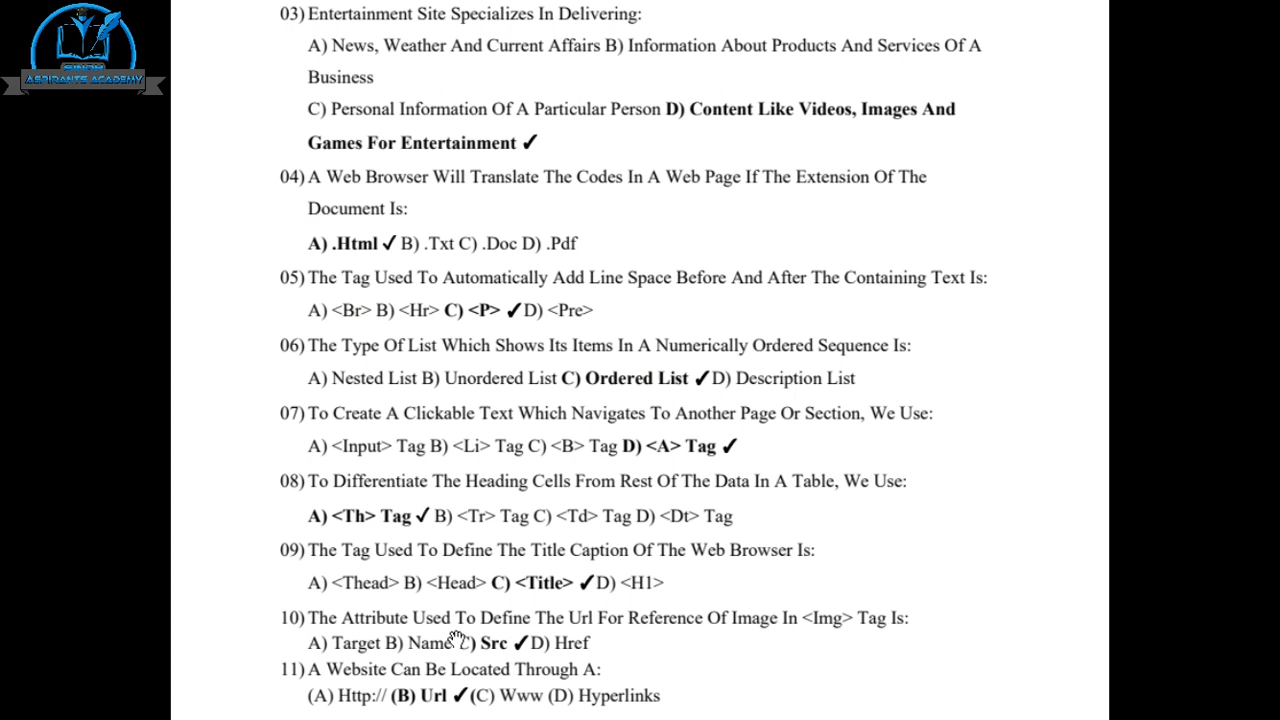 SINDH
ASPIRANTS ACADEMY
03) Entertainment Site Specializes In Delivering:
A) News, Weather And Current Affairs B) Information About Products And Services Of A
Business
C) Personal Information Of A Particular Person D) Content Like Videos, Images And
Games For Entertainment ✓
04) A Web Browser Will Translate The Codes In A Web Page If The Extension Of The
Document Is:
A) .Html ✓ B) .Txt C) .Doc D) .Pdf
05) The Tag Used To Automatically Add Line Space Before And After The Containing Text Is:
A) <Br> B) <Hr> C) <P> ✓ D) <Pre>
06) The Type Of List Which Shows Its Items In A Numerically Ordered Sequence Is:
A) Nested List B) Unordered List C) Ordered List ✓ D) Description List
07) To Create A Clickable Text Which Navigates To Another Page Or Section, We Use:
A) <Input> Tag B) <Li> Tag C) <B> Tag D) <A> Tag ✓
08) To Differentiate The Heading Cells From Rest Of The Data In A Table, We Use:
A) <Th> Tag ✓ B) <Tr> Tag C) <Td> Tag D) <Dt> Tag
09) The Tag Used To Define The Title Caption Of The Web Browser Is:
A) <Thead> B) <Head> C) <Title> ✓ D) <H1>
10) The Attribute Used To Define The Url For Reference Of Image In <Img> Tag Is:
A) Target B) Name C) Src ✓ D) Href
11) A Website Can Be Located Through A:
(A) Http:// (B) Url ✓ (C) Www (D) Hyperlinks